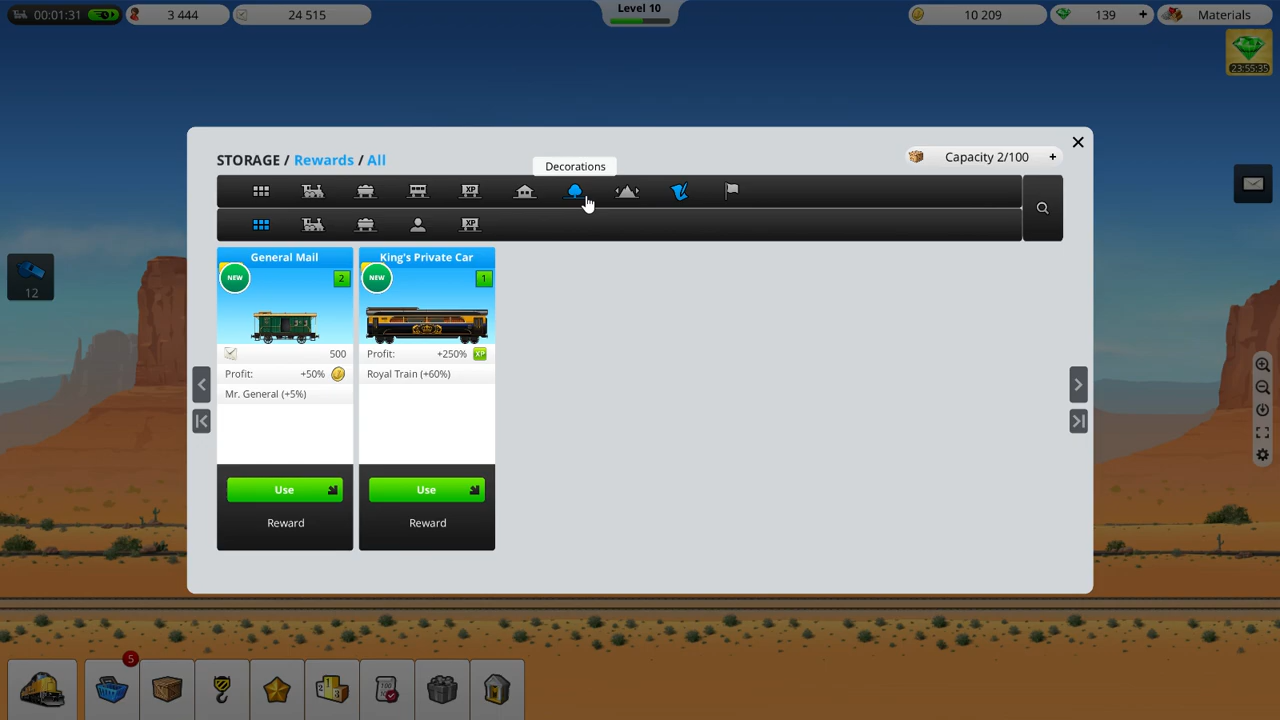 00:01:31
3 444
24 515
Level 10
10 209
139 +
Materials
23:55:35
STORAGE / Rewards / All
Decorations
Capacity 2/100 +
XP
XP
General Mail
King's Private Car
NEW
2
NEW
1
500
Profit: +250% XP
Profit: +50%
Royal Train (+60%)
Mr. General (+5%)
Use
Use
Reward
Reward
12
5